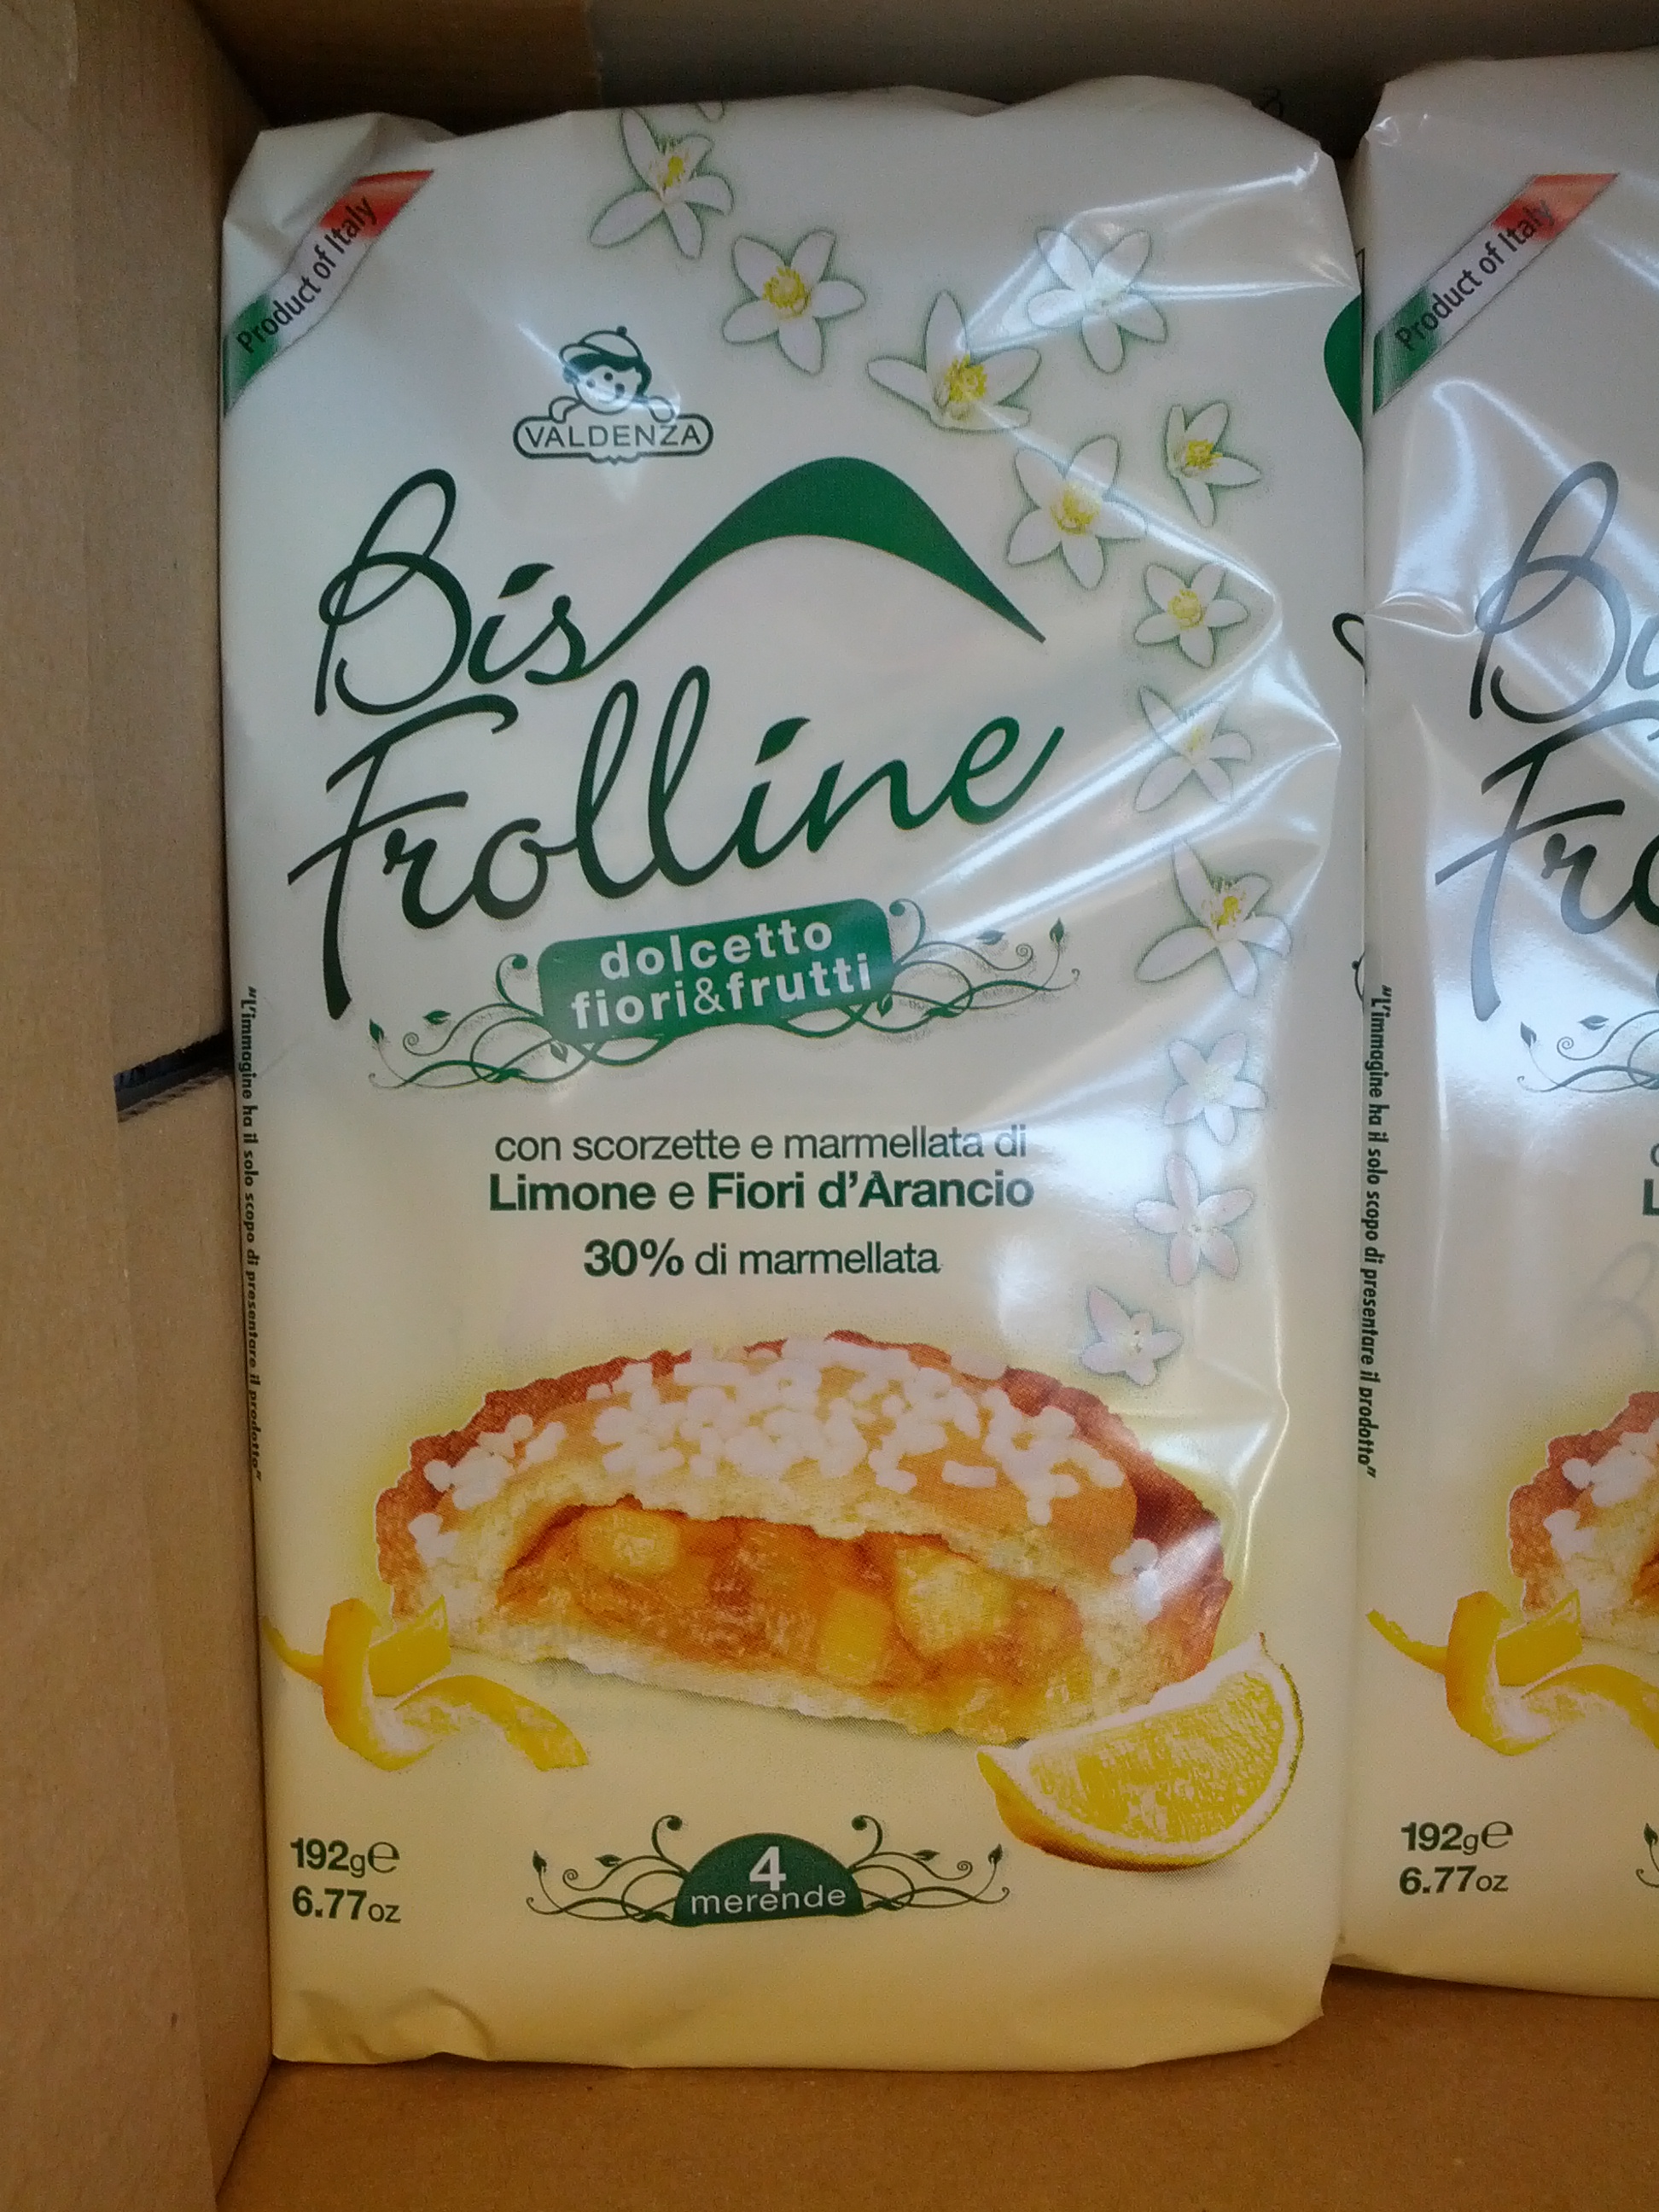 Product of Italy
VALDENZA
Bis
Frolline
dolcetto
fiori&frutti
con scorzette e marmellata di
Limone e Fiori d'Arancio
30% di marmellata
"L'immagine ha il solo scopo di presentare il prodotto"
192g℮
6.77oz
4
merende
Product of Italy
"L'immagine ha il solo scopo di presentare il prodotto"
192g℮
6.77oz